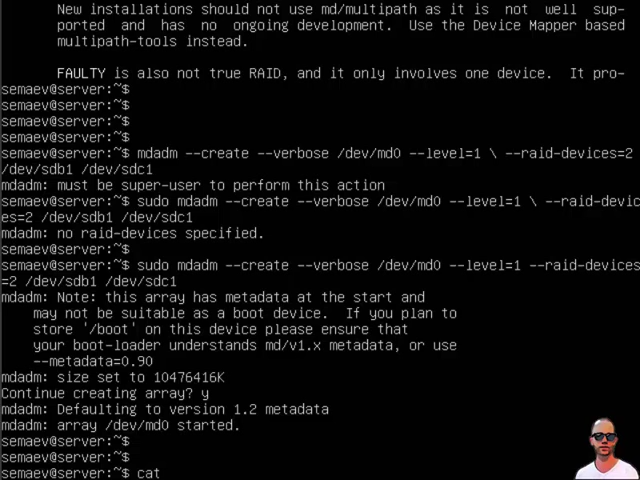 New installations should not use md/multipath as it is not well sup-
ported and has no ongoing development. Use the Device Mapper based
multipath-tools instead.
FAULTY is also not true RAID, and it only involves one device. It pro-
semaev@server:~$
semaev@server:~$
semaev@server:~$
semaev@server:~$
semaev@server:~$ mdadm --create --verbose /dev/md0 --level=1 \ --raid-devices=2
/dev/sdb1 /dev/sdc1
mdadm: must be super-user to perform this action
semaev@server:~$ sudo mdadm --create --verbose /dev/md0 --level=1 \ --raid-devic
es=2 /dev/sdb1 /dev/sdc1
mdadm: no raid-devices specified.
semaev@server:~$
semaev@server:~$ sudo mdadm --create --verbose /dev/md0 --level=1 --raid-devices
=2 /dev/sdb1 /dev/sdc1
mdadm: Note: this array has metadata at the start and
may not be suitable as a boot device. If you plan to
store '/boot' on this device please ensure that
your boot-loader understands md/v1.x metadata, or use
--metadata=0.90
mdadm: size set to 10476416K
Continue creating array? y
mdadm: Defaulting to version 1.2 metadata
mdadm: array /dev/md0 started.
semaev@server:~$
semaev@server:~$
semaev@server:~$ cat